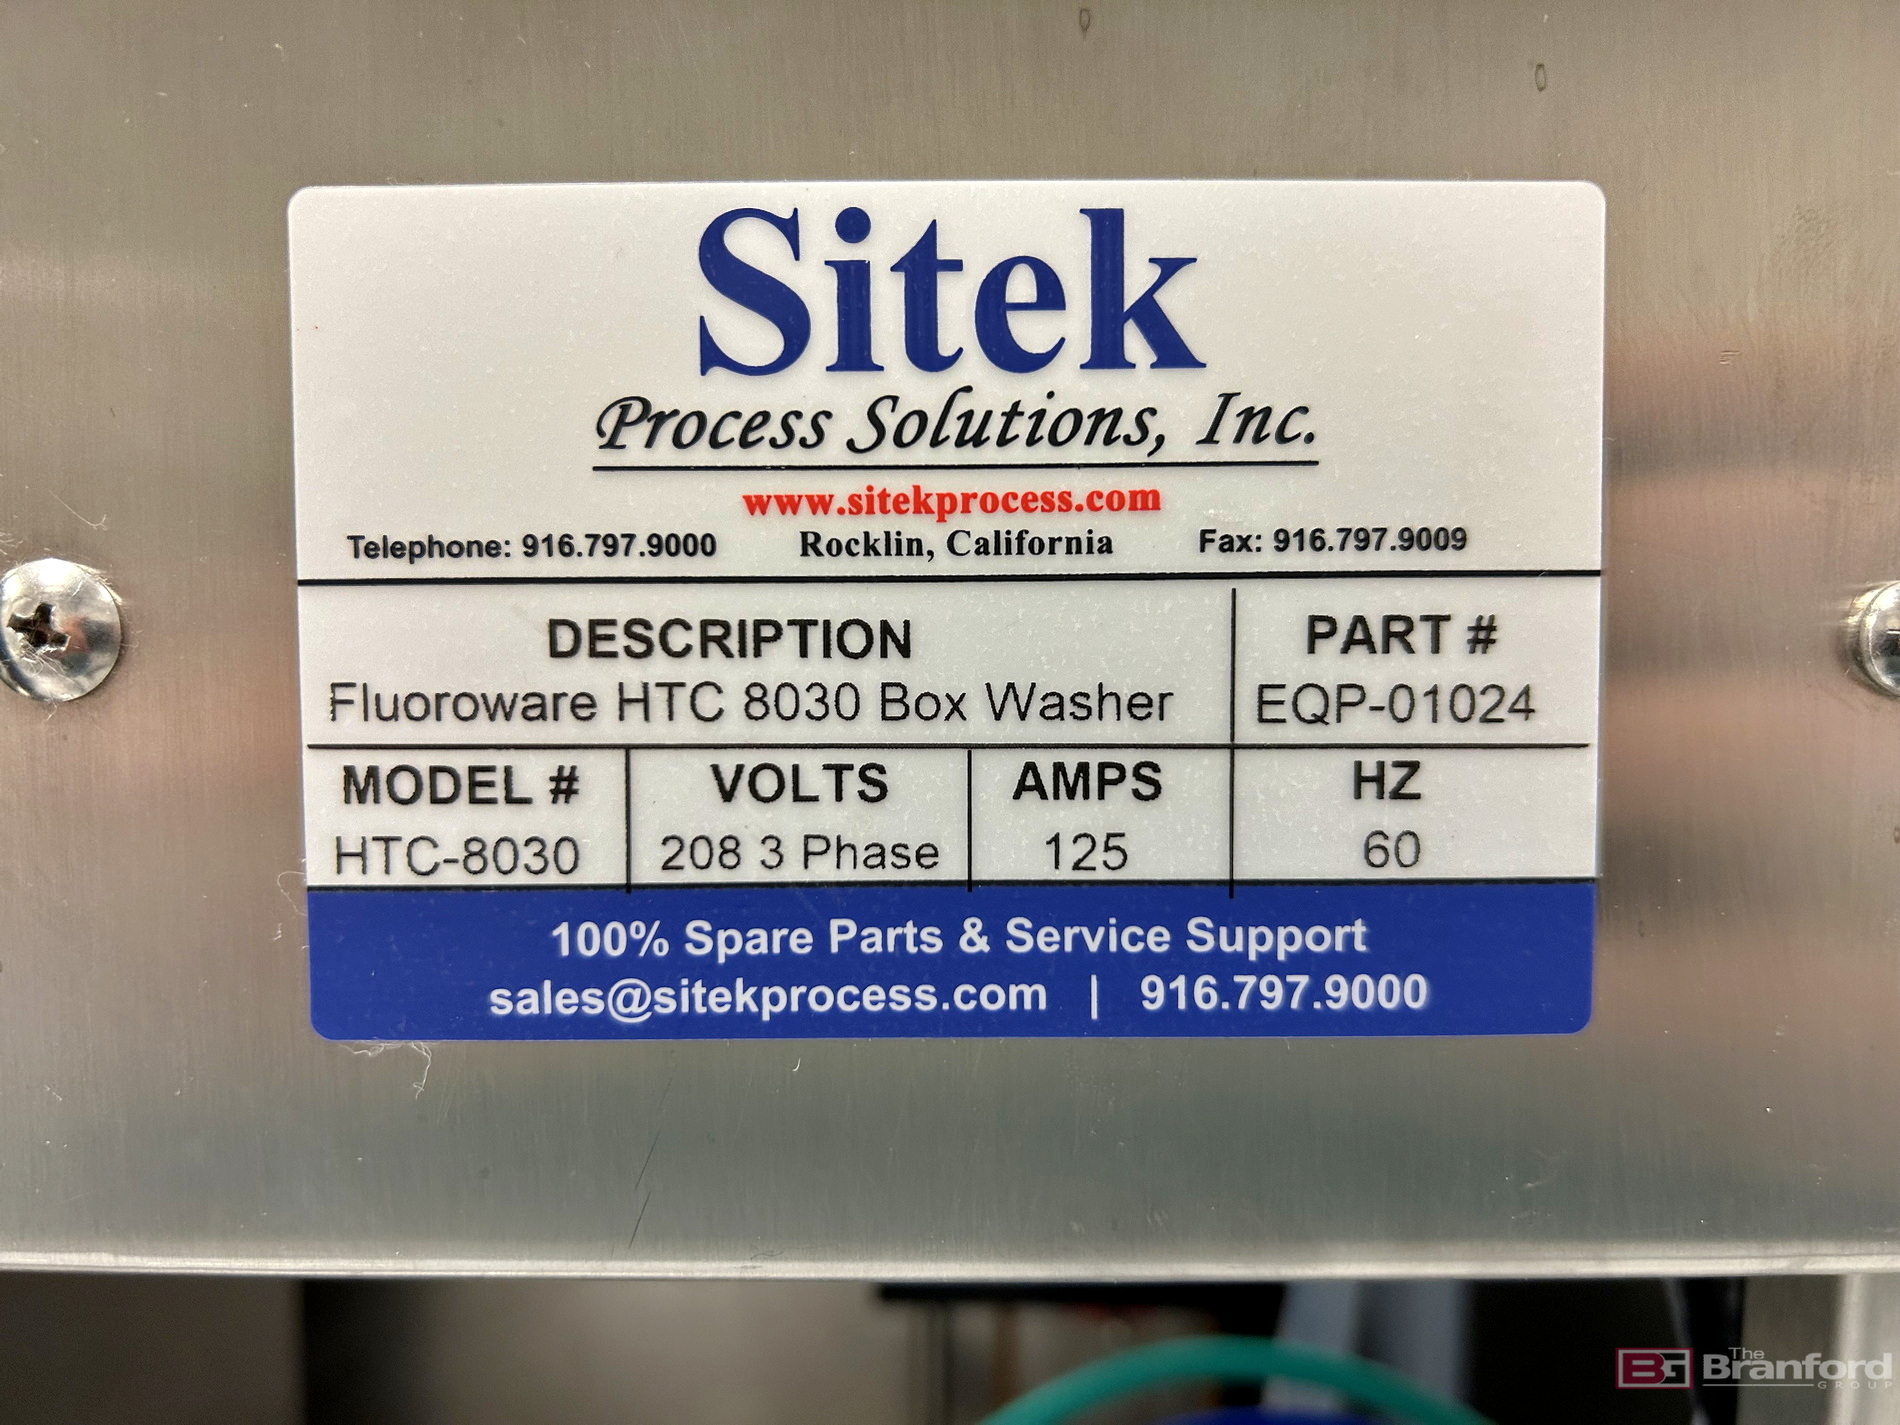 Sitek
Process Solutions, Inc.
www.sitekprocess.com
Telephone: 916.797.9000 Rocklin, California Fax: 916.797.9009
DESCRIPTION PART #
Fluoroware HTC 8030 Box Washer EQP-01024
MODEL # VOLTS AMPS HZ
HTC-8030 208 3 Phase 125 60
100% Spare Parts & Service Support
sales@sitekprocess.com | 916.797.9000
BG The
Branford
GROUP